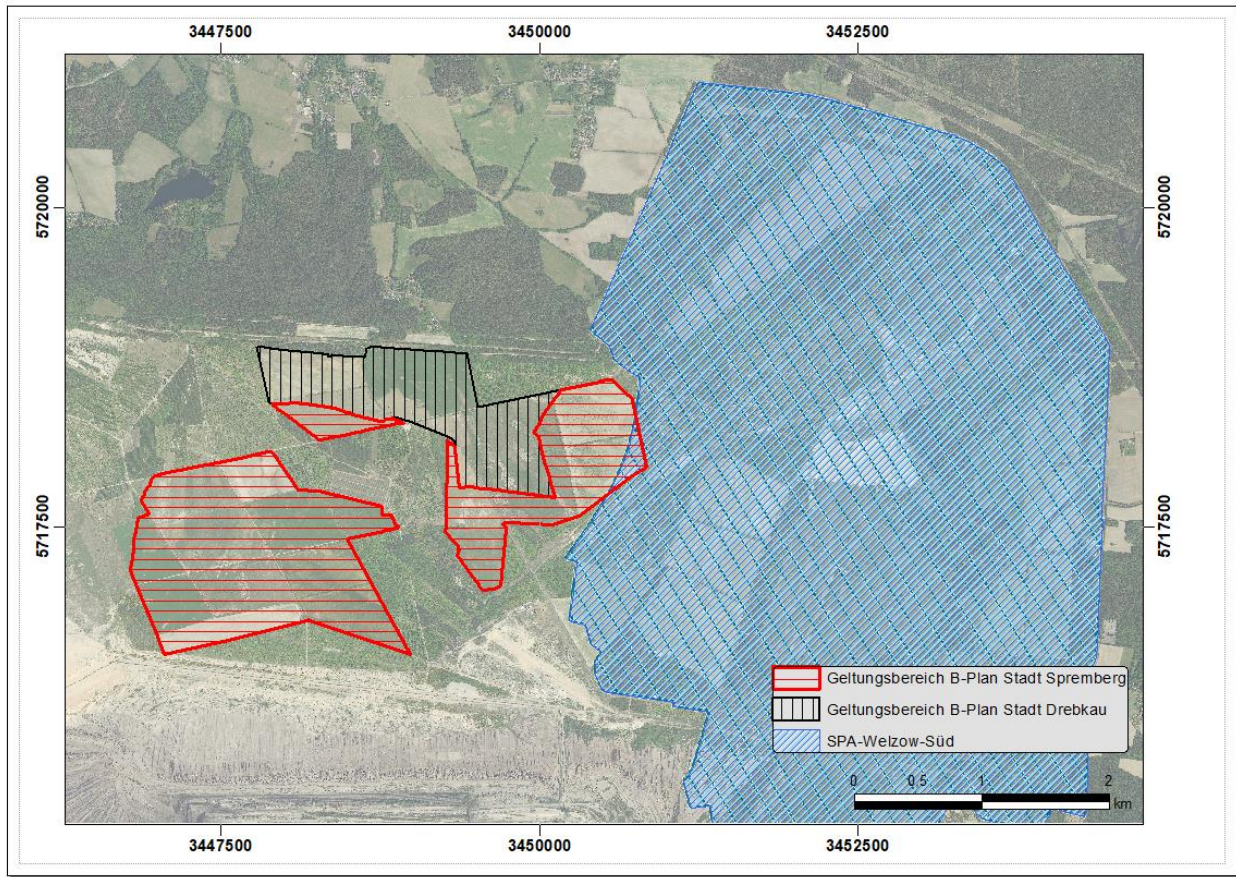 3447500 3450000 3452500
5720000 5720000
5717500 5717500
Geltungsbereich B-Plan Stadt Spremberg
Geltungsbereich B-Plan Stadt Drebkau
SPA-Welzow-Süd
0 0,5 1 2
km
3447500 3450000 3452500